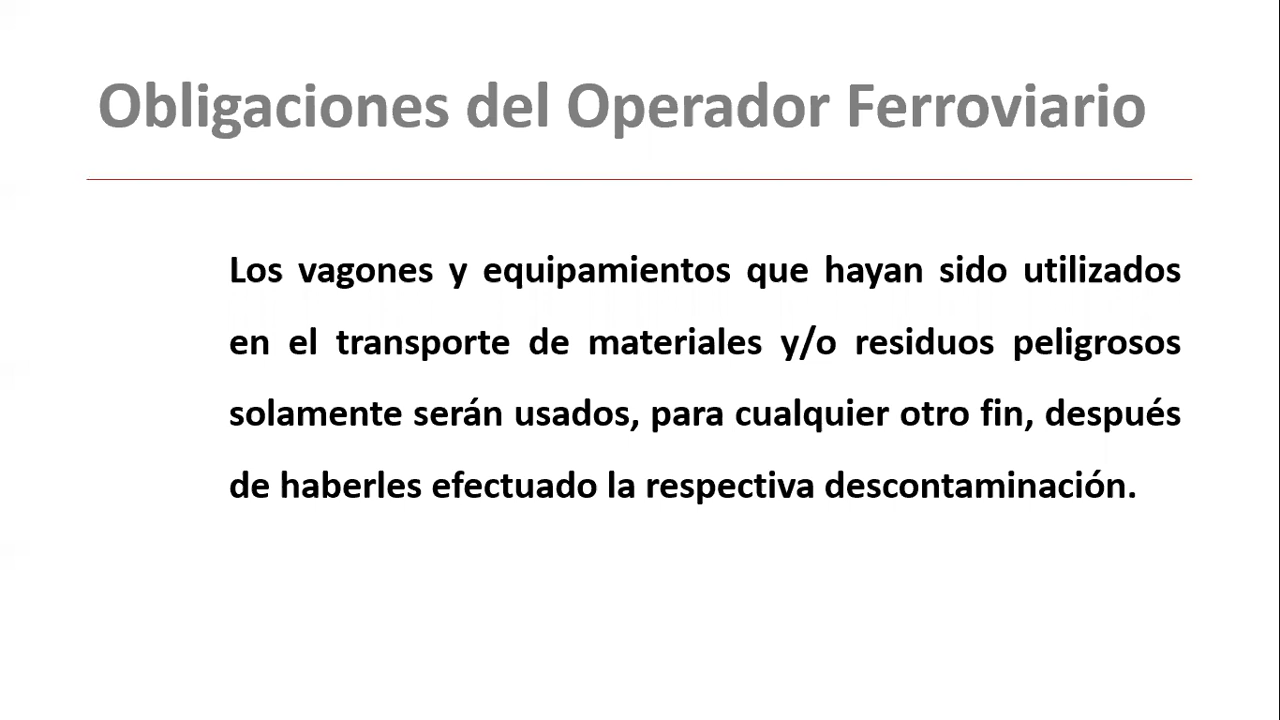 Obligaciones del Operador Ferroviario
Los vagones y equipamientos que hayan sido utilizados
en el transporte de materiales y/o residuos peligrosos
solamente serán usados, para cualquier otro fin, después
de haberles efectuado la respectiva descontaminación.